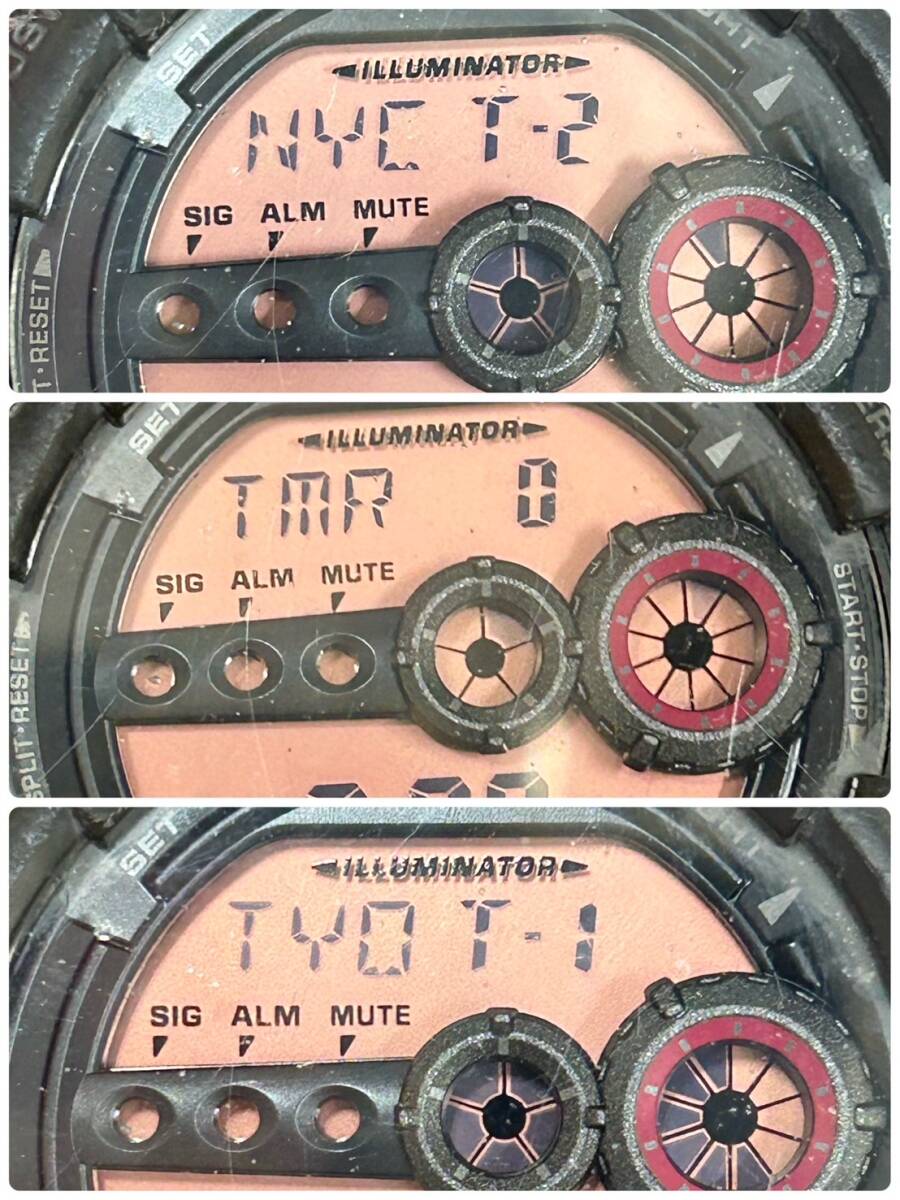 SET
ILLUMINATOR
NYC T-2
SIG ALM MUTE
T·RESET
SET
ILLUMINATOR
TMR 0
SIG ALM MUTE
START·STOP
SPLIT·RESET
SET
ILLUMINATOR
TYO T-1
SIG ALM MUTE